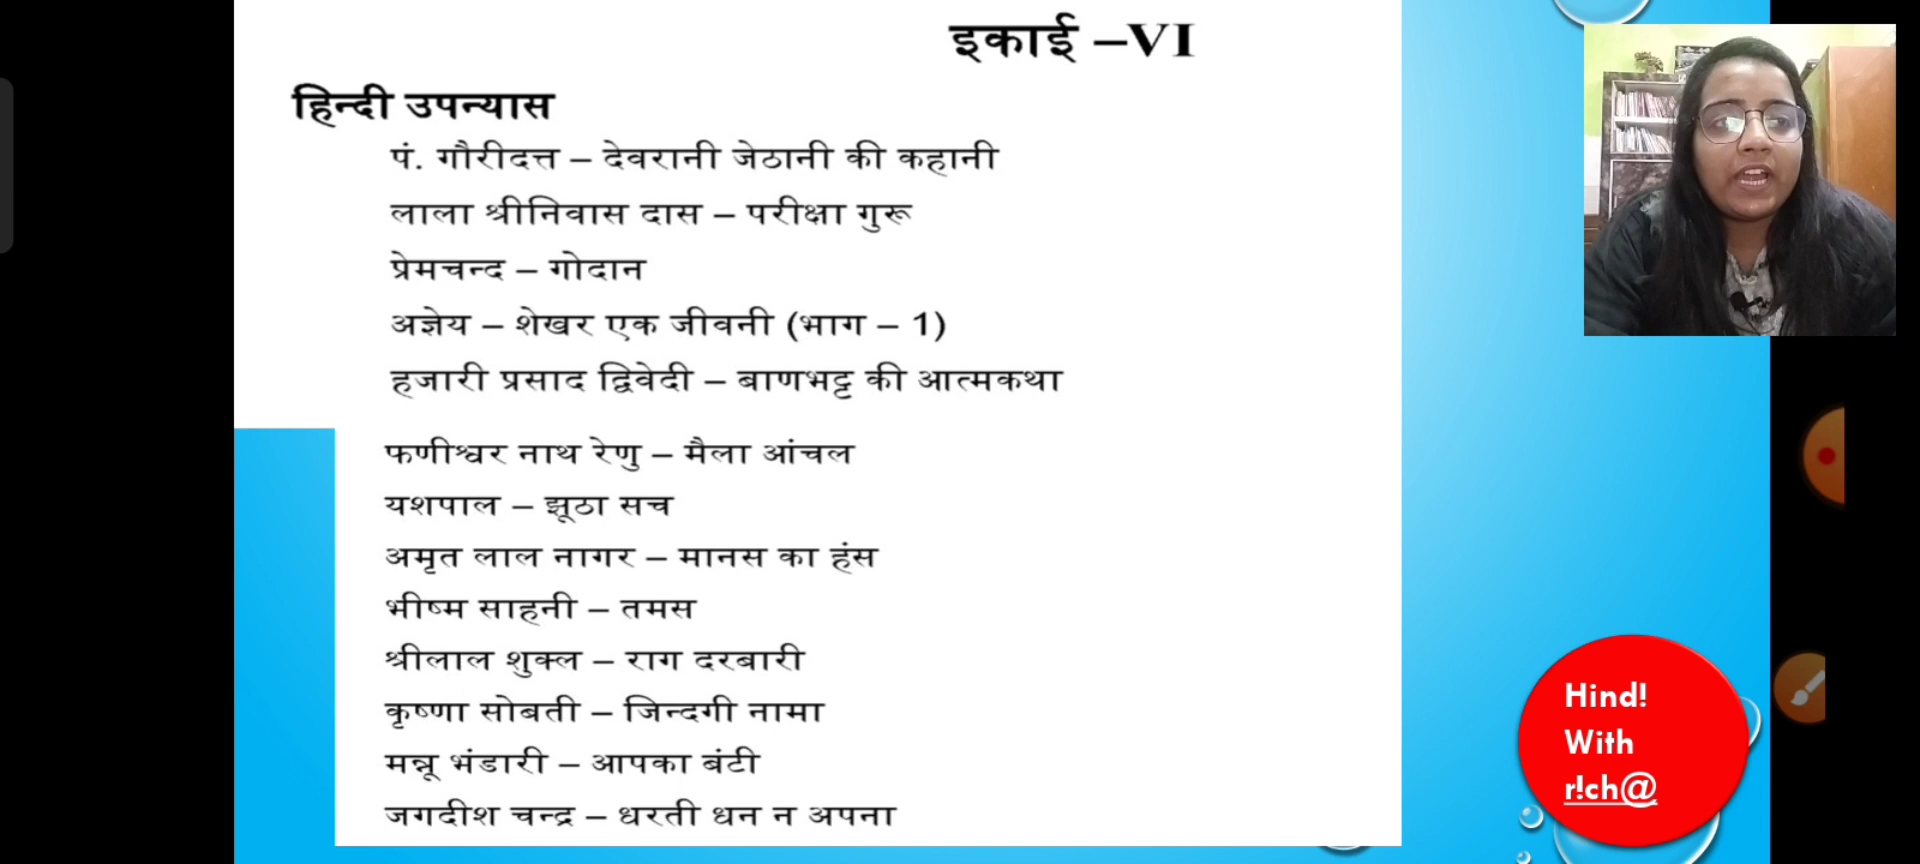 इकाई –VI
हिन्दी उपन्यास
पं. गौरीदत्त – देवरानी जेठानी की कहानी
लाला श्रीनिवास दास – परीक्षा गुरू
प्रेमचन्द – गोदान
अज्ञेय – शेखर एक जीवनी (भाग – 1)
हजारी प्रसाद द्विवेदी – बाणभट्ट की आत्मकथा
फणीश्वर नाथ रेणु – मैला आंचल
यशपाल – झूठा सच
अमृत लाल नागर – मानस का हंस
भीष्म साहनी – तमस
श्रीलाल शुक्ल – राग दरबारी
कृष्णा सोबती – जिन्दगी नामा
मन्नू भंडारी – आपका बंटी
जगदीश चन्द्र – धरती धन न अपना
Hind!
With
r!ch@